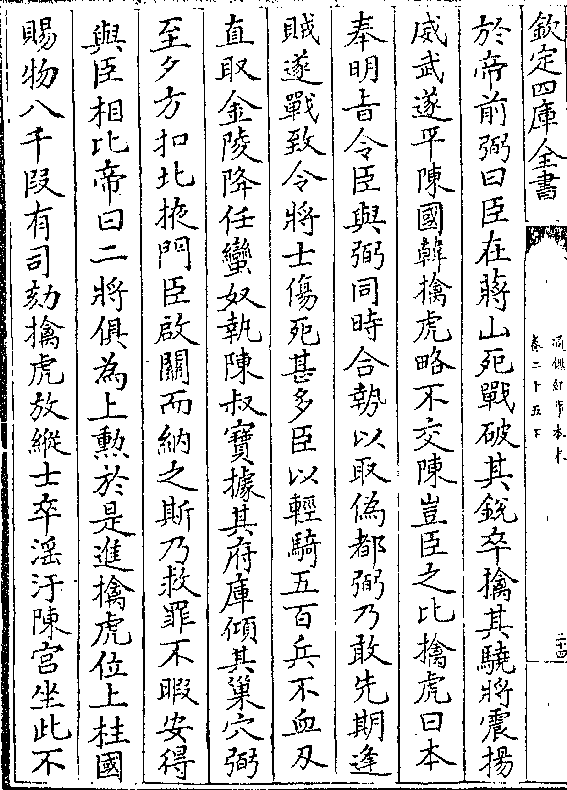 欽定四庫全書
卷二十五下
二十四
於帝前弼曰臣在蔣山死戰破其銳卒擒其驍將震揚
威武遂平陳國韓擒虎略不交陳豈臣之比擒虎曰本
奉明旨令臣與弼同時合勢以取偽都弼乃敢先期逢
賊遂戰致令將士傷死甚多臣以輕騎五百兵不血刃
直取金陵降任蠻奴執陳叔寶據其府庫傾其巢穴弼
至夕方扣北掖門臣啟關而納之斯乃救罪不暇安得
與臣相比帝曰二將俱為上勲於是進擒虎位上柱國
賜物八千段有司劾擒虎放縱士卒淫汙陳宮坐此不